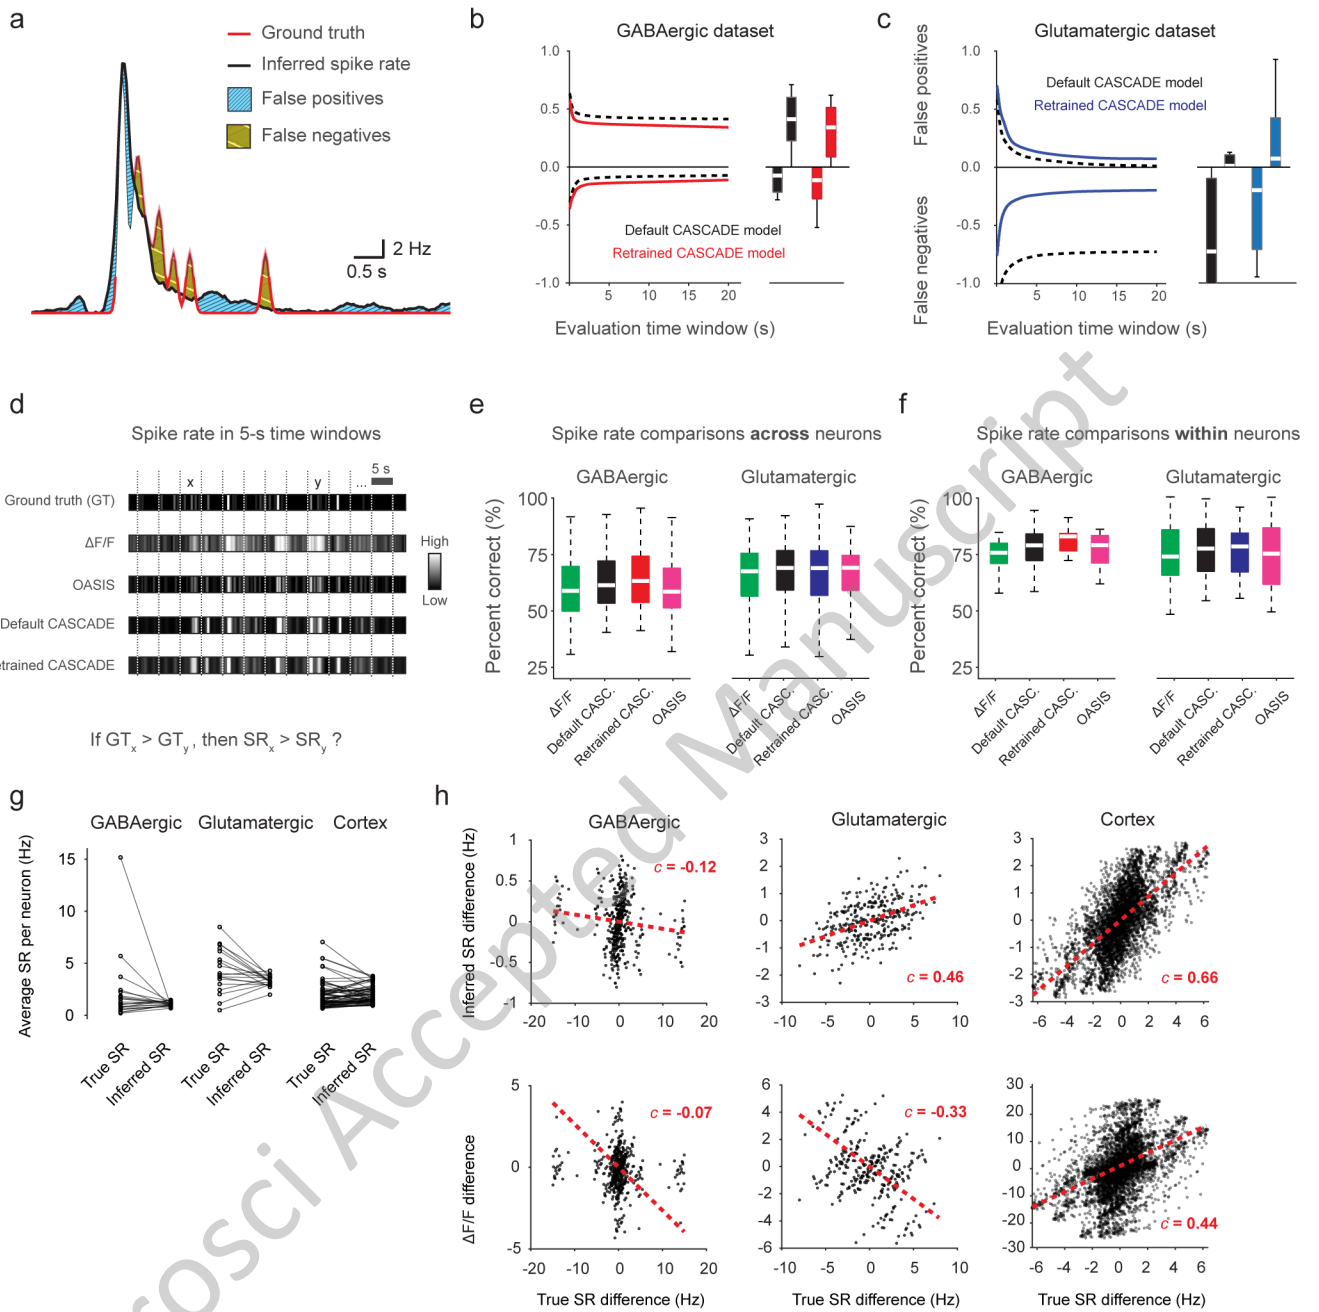 a
Ground truth
Inferred spike rate
False positives
False negatives
2 Hz
0.5 s
b
GABAergic dataset
1.0
0.5
0.0
-0.5
-1.0
Default CASCADE model
Retrained CASCADE model
5 10 15 20
Evaluation time window (s)
c
False positives
False negatives
Glutamatergic dataset
1.0
0.5
0.0
-0.5
-1.0
Default CASCADE model
Retrained CASCADE model
5 10 15 20
Evaluation time window (s)
d
Spike rate in 5-s time windows
x y ... 5 s
Ground truth (GT)
ΔF/F
OASIS
Default CASCADE
etrained CASCADE
High
Low
If GTx > GTy, then SRx > SRy ?
e
Spike rate comparisons across neurons
GABAergic Glutamatergic
Percent correct (%)
100
75
50
25
ΔF/F Default CASC. Retrained CASC. OASIS
ΔF/F Default CASC. Retrained CASC. OASIS
f
Spike rate comparisons within neurons
GABAergic Glutamatergic
Percent correct (%)
100
75
50
25
ΔF/F Default CASC. Retrained CASC. OASIS
ΔF/F Default CASC. Retrained CASC. OASIS
g
GABAergic Glutamatergic Cortex
Average SR per neuron (Hz)
15
10
5
0
True SR Inferred SR True SR Inferred SR True SR Inferred SR
h
GABAergic
Inferred SR difference (Hz)
1
0.5
0
-0.5
-1
c = -0.12
-20 -10 0 10 20
Glutamatergic
3
2
1
0
-1
-2
-3
c = 0.46
-10 -5 0 5 10
Cortex
3
2
1
0
-1
-2
-3
c = 0.66
-6 -4 -2 0 2 4 6
ΔF/F difference
5
0
-5
c = -0.07
-20 -10 0 10 20
True SR difference (Hz)
6
4
2
0
-2
-4
-6
c = -0.33
-10 -5 0 5 10
True SR difference (Hz)
30
20
10
0
-10
-20
-30
c = 0.44
-6 -4 -2 0 2 4 6
True SR difference (Hz)
rosci Accepted Manuscript